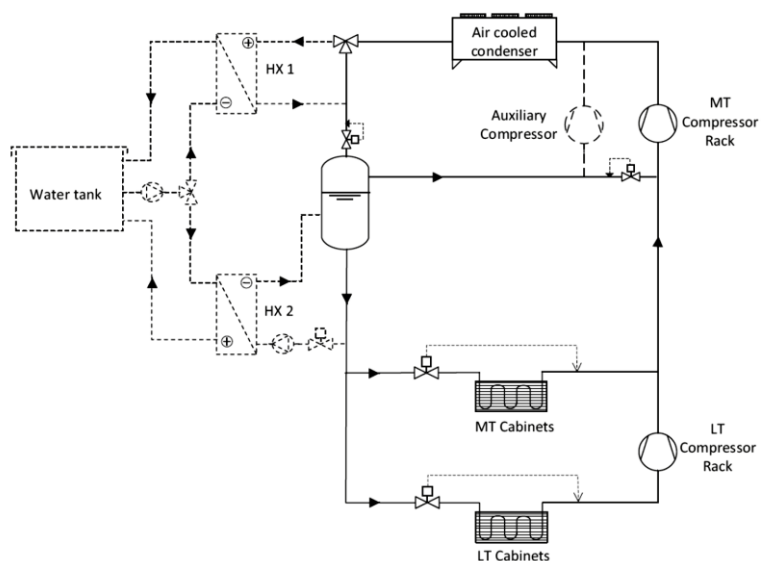 Air cooled
condenser
HX 1
Auxiliary
Compressor
MT
Compressor
Rack
Water tank
HX 2
MT Cabinets
LT
Compressor
Rack
LT Cabinets